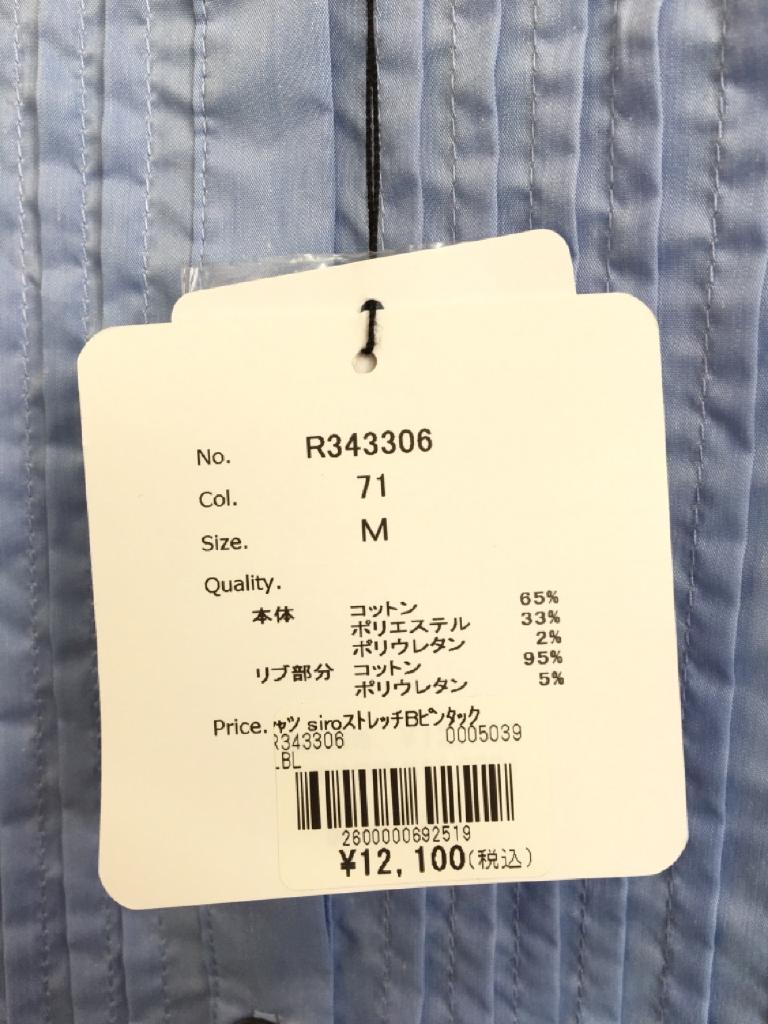 No. R343306
Col. 71
Size. M
Quality.
本体 コットン 65%
ポリエステル 33%
ポリウレタン 2%
リブ部分 コットン 95%
ポリウレタン 5%
Price. ャツ siroストレッチBピンタック
R343306 0005039
LBL
2600000692519
¥12,100(税込)